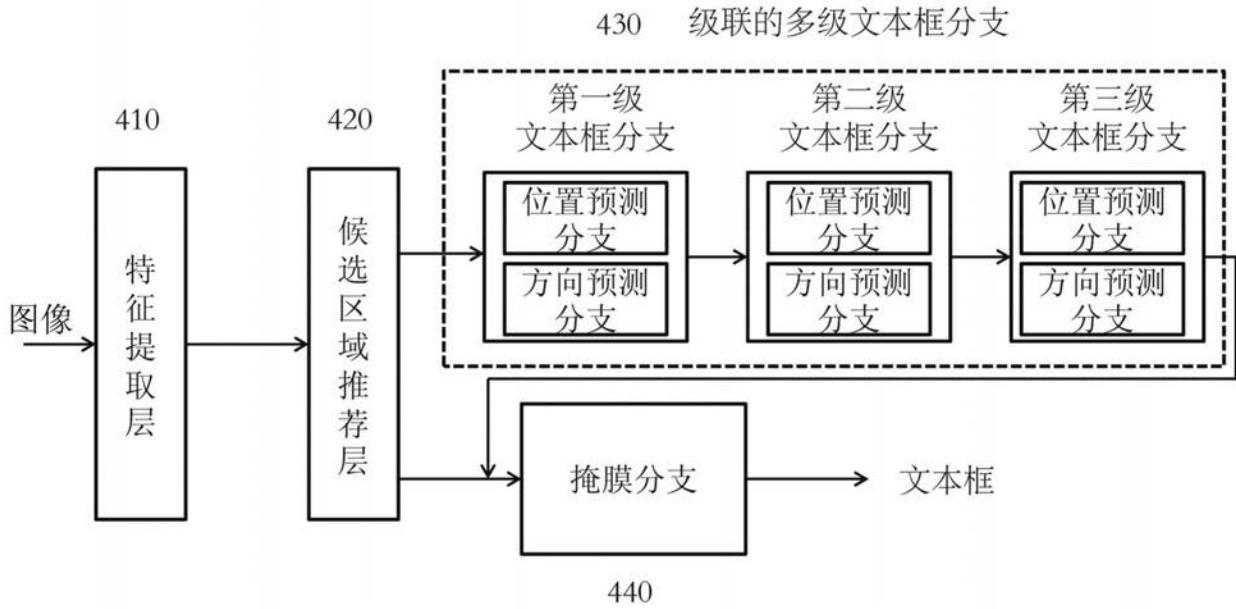 430 级联的多级文本框分支
410
420
第一级
文本框分支
第二级
文本框分支
第三级
文本框分支
图像
特征提取层
候选区域推荐层
位置预测
分支
方向预测
分支
位置预测
分支
方向预测
分支
位置预测
分支
方向预测
分支
掩膜分支
文本框
440